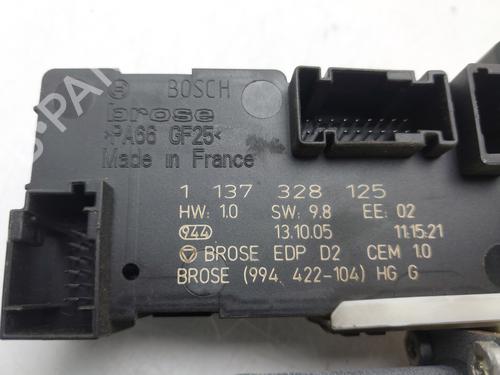 BOSCH
brose
>PA66 GF25<
Made in France
1 137 328 125
HW: 1.0 SW: 9.8 EE: 02
944 13.10.05 11:15:21
BROSE EDP D2 CEM 1.0
BROSE (994. 422-104) HG G